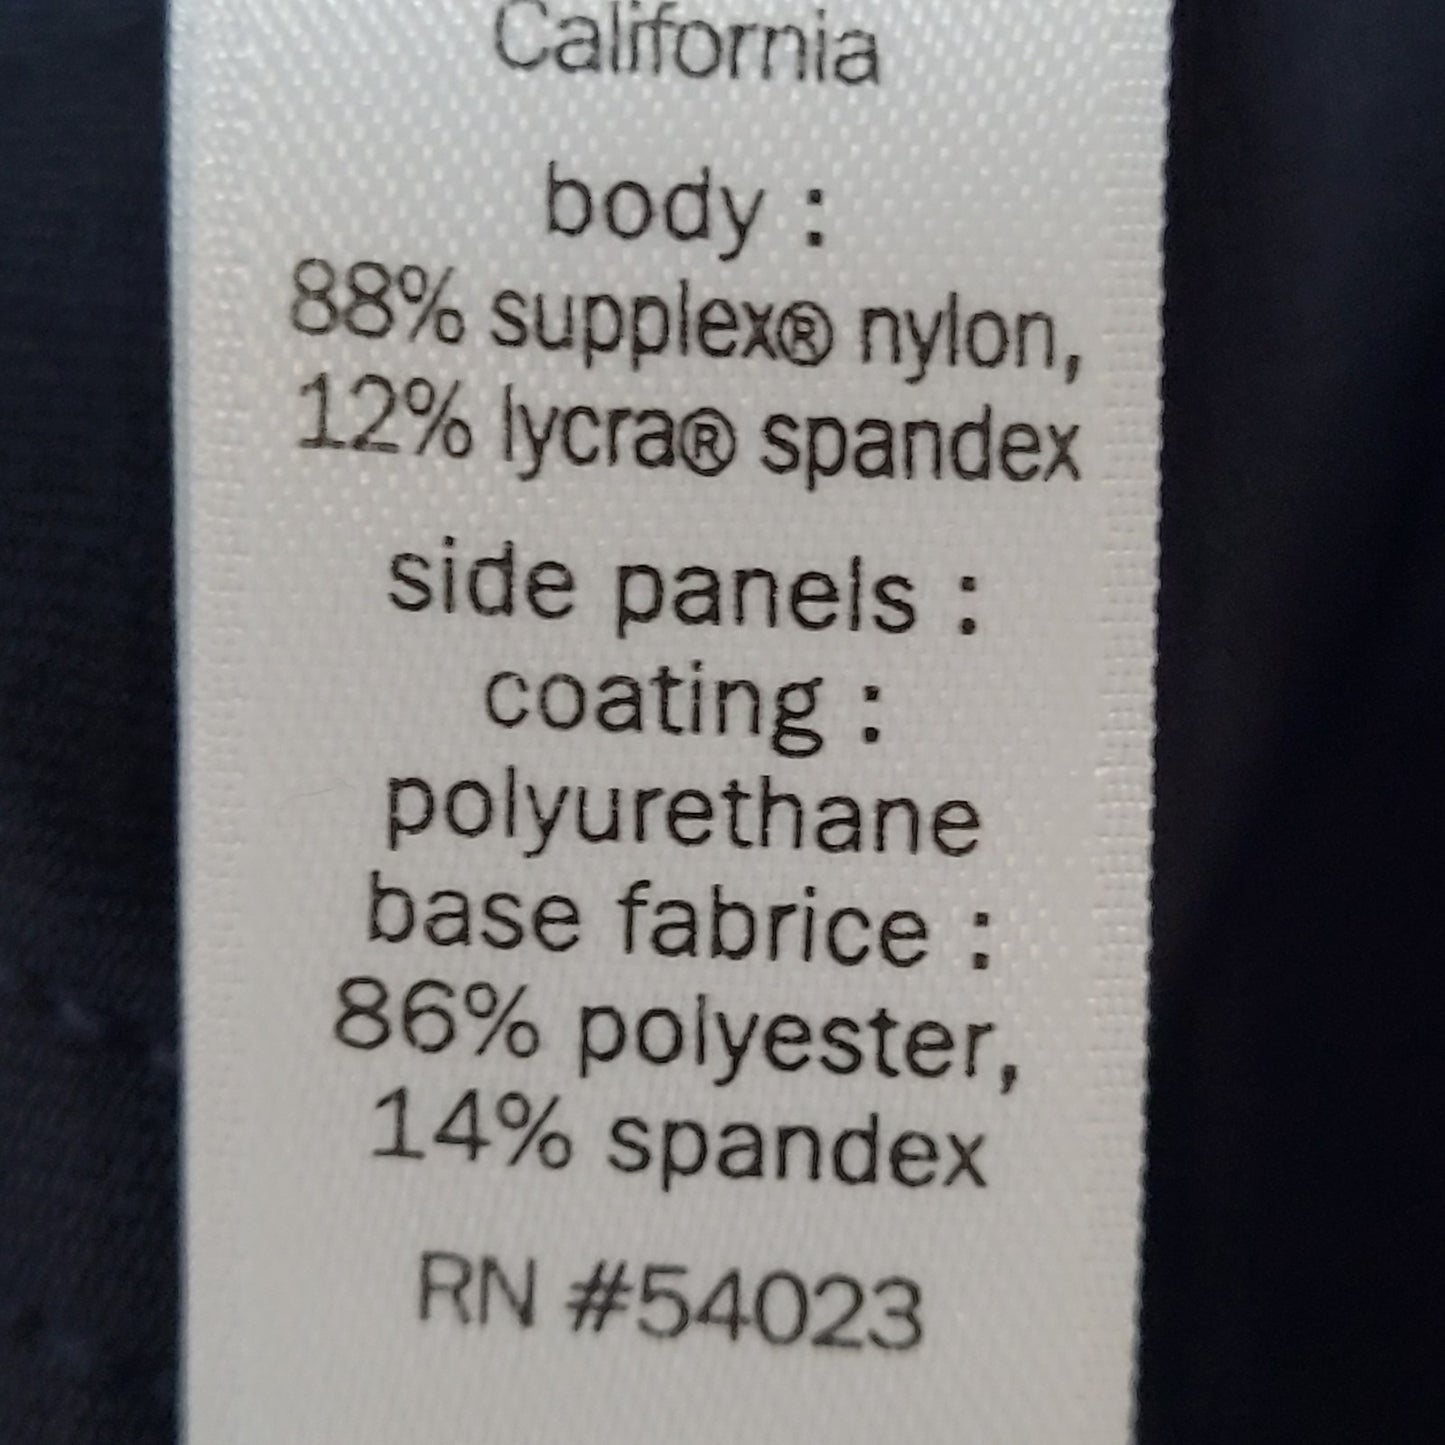 California
body :
88% supplex® nylon,
12% lycra® spandex
side panels :
coating :
polyurethane
base fabrice :
86% polyester,
14% spandex
RN #54023